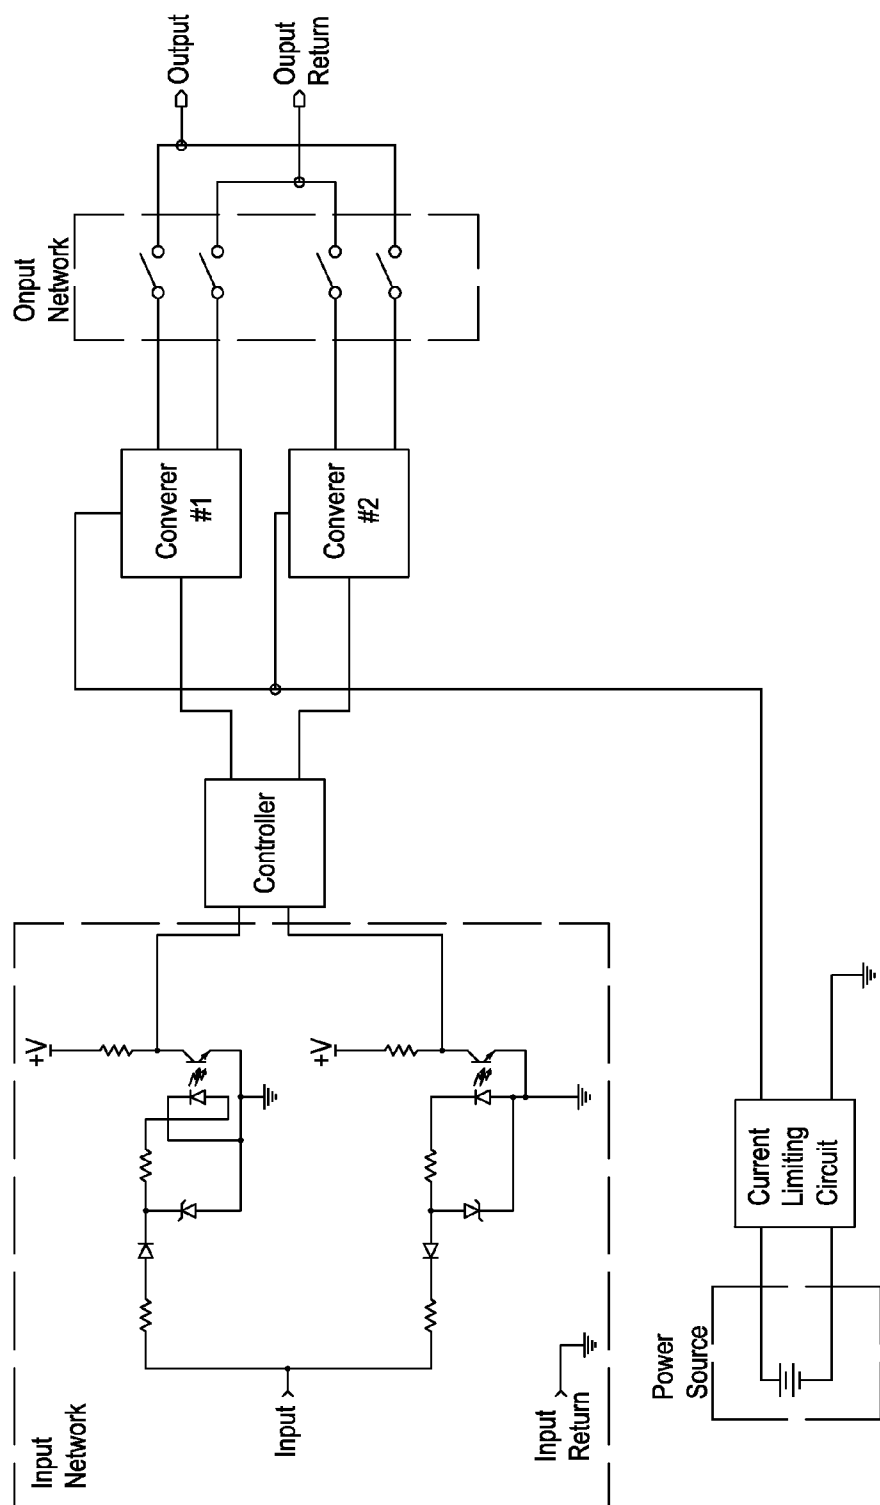 Input
Network
Input
Input
Return
+V
+V
Controller
Converer
#1
Converer
#2
Onput
Network
Output
Ouput
Return
Power
Source
Current
Limiting
Circuit